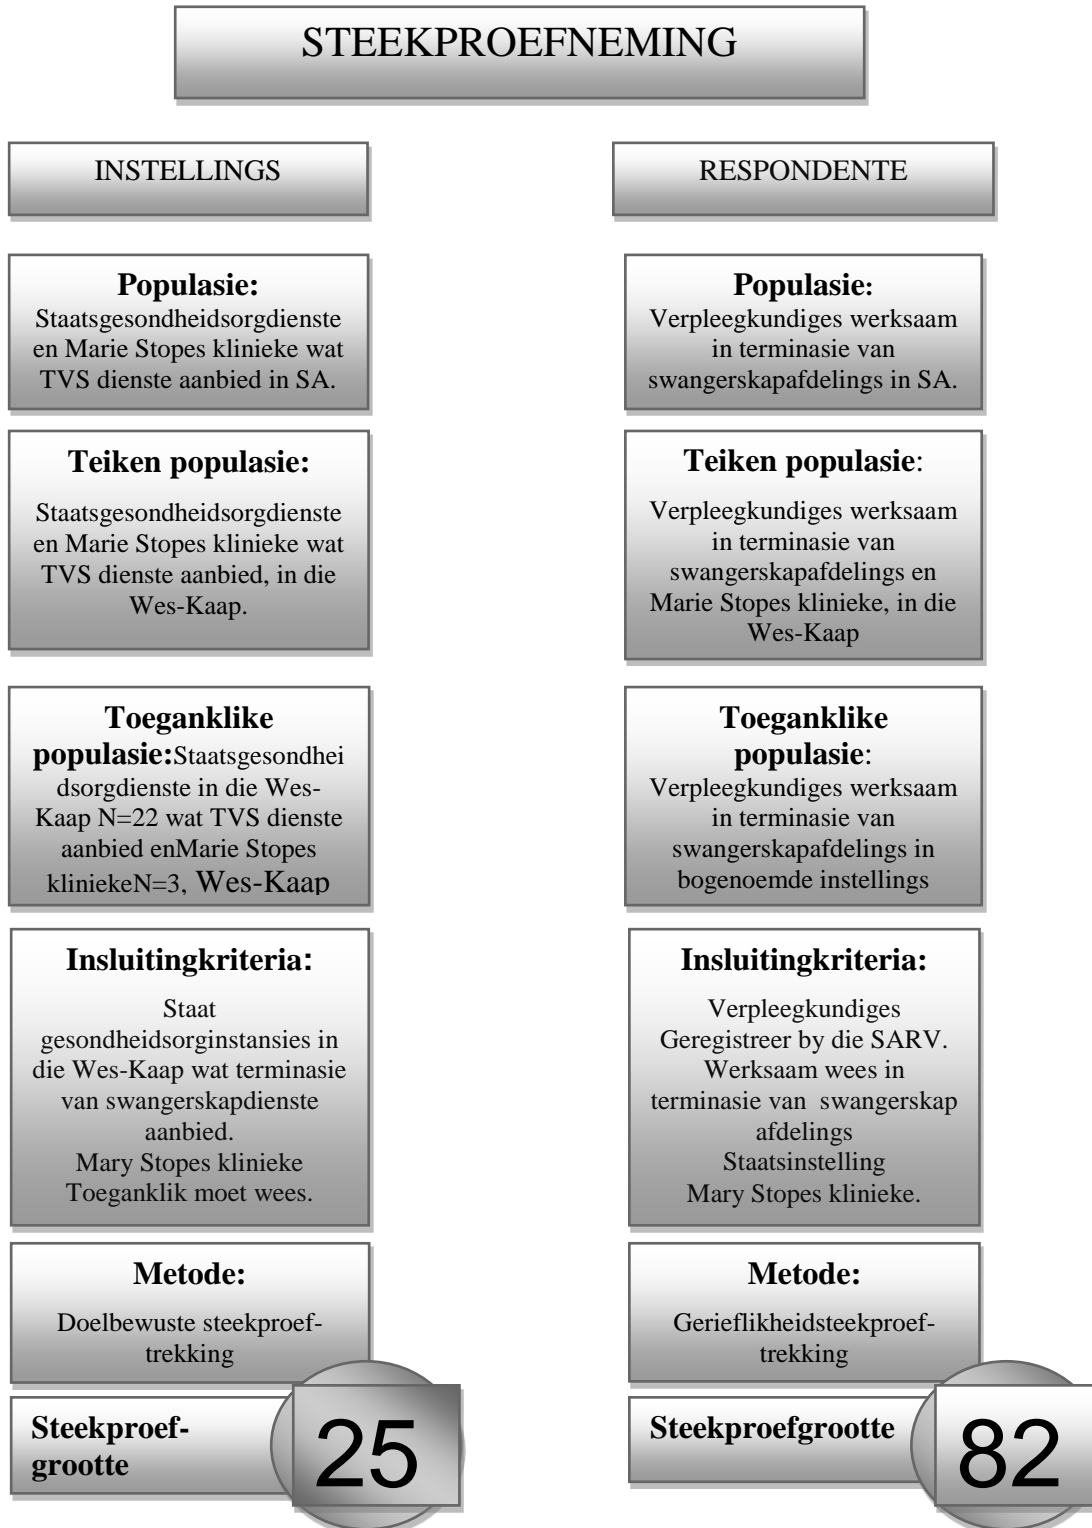 STEEKPROEFNEMING
INSTELLINGS
Populasie:
Staatsgesondheidsorgdienste
en Marie Stopes klinieke wat
TVS dienste aanbied in SA.
Teiken populasie:
Staatsgesondheidsorgdienste
en Marie Stopes klinieke wat
TVS dienste aanbied, in die
Wes-Kaap.
Toeganklike
populasie:Staatsgesondhei
dsorgdienste in die Wes-
Kaap N=22 wat TVS dienste
aanbied enMarie Stopes
kliniekeN=3, Wes-Kaap
Insluitingkriteria:
Staat
gesondheidsorginstansies in
die Wes-Kaap wat terminasie
van swangerskapdienste
aanbied.
Mary Stopes klinieke
Toeganklik moet wees.
Metode:
Doelbewuste steekproef-
trekking
Steekproef-
grootte
25
RESPONDENTE
Populasie:
Verpleegkundiges werksaam
in terminasie van
swangerskapafdelings in SA.
Teiken populasie:
Verpleegkundiges werksaam
in terminasie van
swangerskapafdelings en
Marie Stopes klinieke, in die
Wes-Kaap
Toeganklike
populasie:
Verpleegkundiges werksaam
in terminasie van
swangerskapafdelings in
bogenoemde instellings
Insluitingkriteria:
Verpleegkundiges
Geregistreer by die SARV.
Werksaam wees in
terminasie van  swangerskap
afdelings
Staatsinstelling
Mary Stopes klinieke.
Metode:
Gerieflikheidsteekproef-
trekking
Steekproefgrootte
82